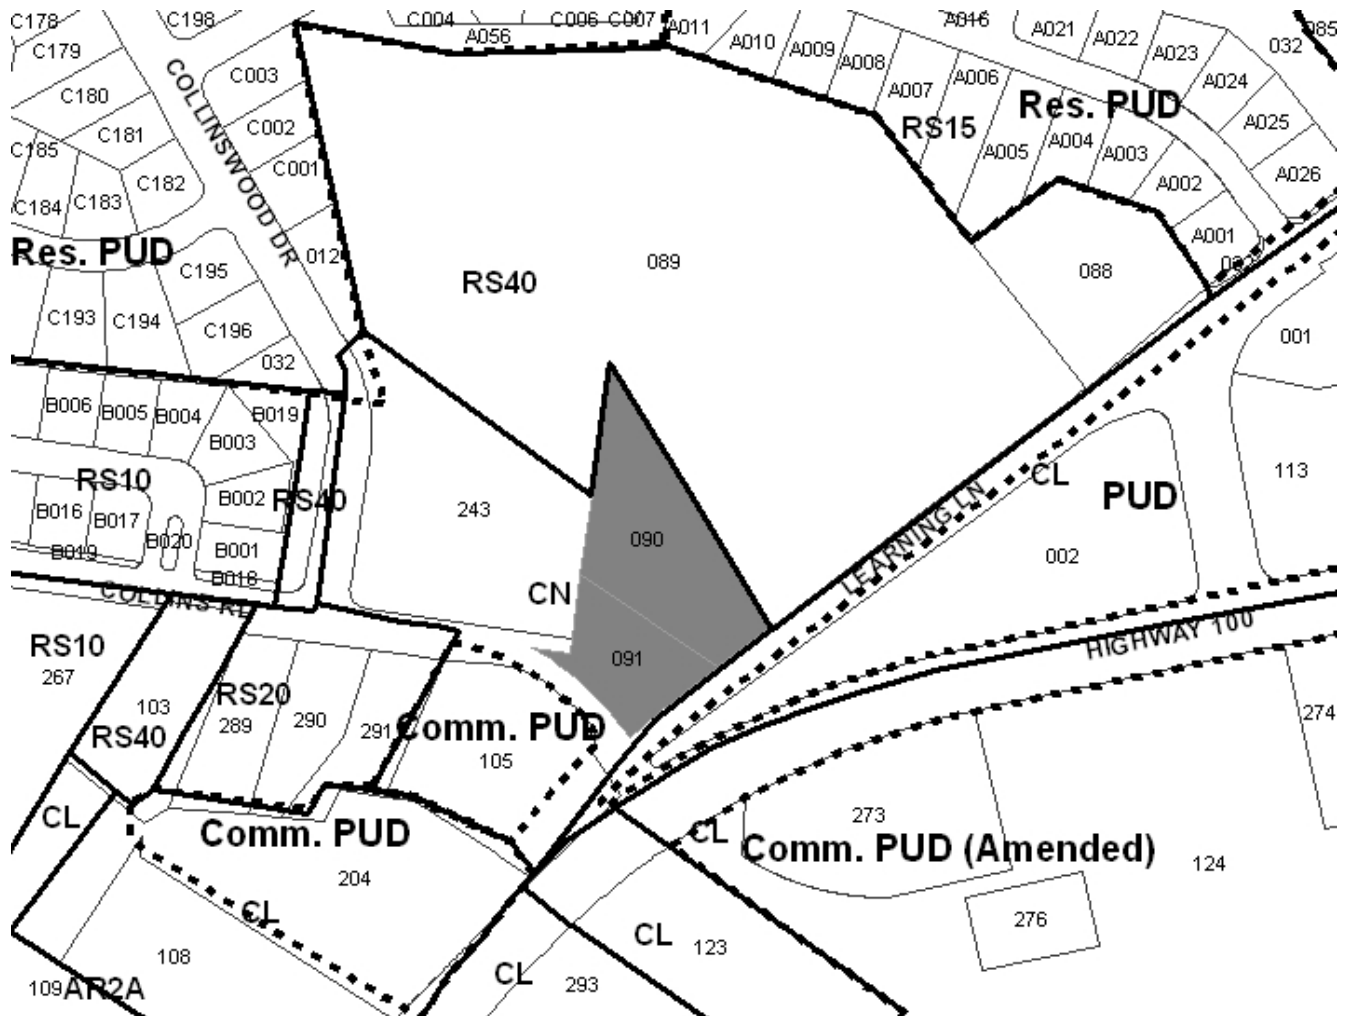 C178
C198
C004
C006 C007
A011
A016
A021
085
A056
A010
A009
A022
032
C179
A008
A023
C003
A007
A006
A024
C180
Res. PUD
COLLINSWOOD DR
C181
C002
RS15
A025
C185
A005
A004
A003
C001
A026
C182
A002
C184
C183
A001
Res. PUD
012
089
088
C195
RS40
C193
C194
C196
001
032
B006
B005
B004
B019
B003
113
RS10
CL
PUD
B002
RS40
243
LEARNING LN
B016
B017
090
B020
B019
B001
002
B018
CN
COLLINS RD
HIGHWAY 100
RS10
267
091
RS20
103
289
290
291
Comm. PUD
274
RS40
105
CL
Comm. PUD
CL
273
Comm. PUD (Amended)
204
124
CL
276
CL
123
108
CL
293
109
AR2A